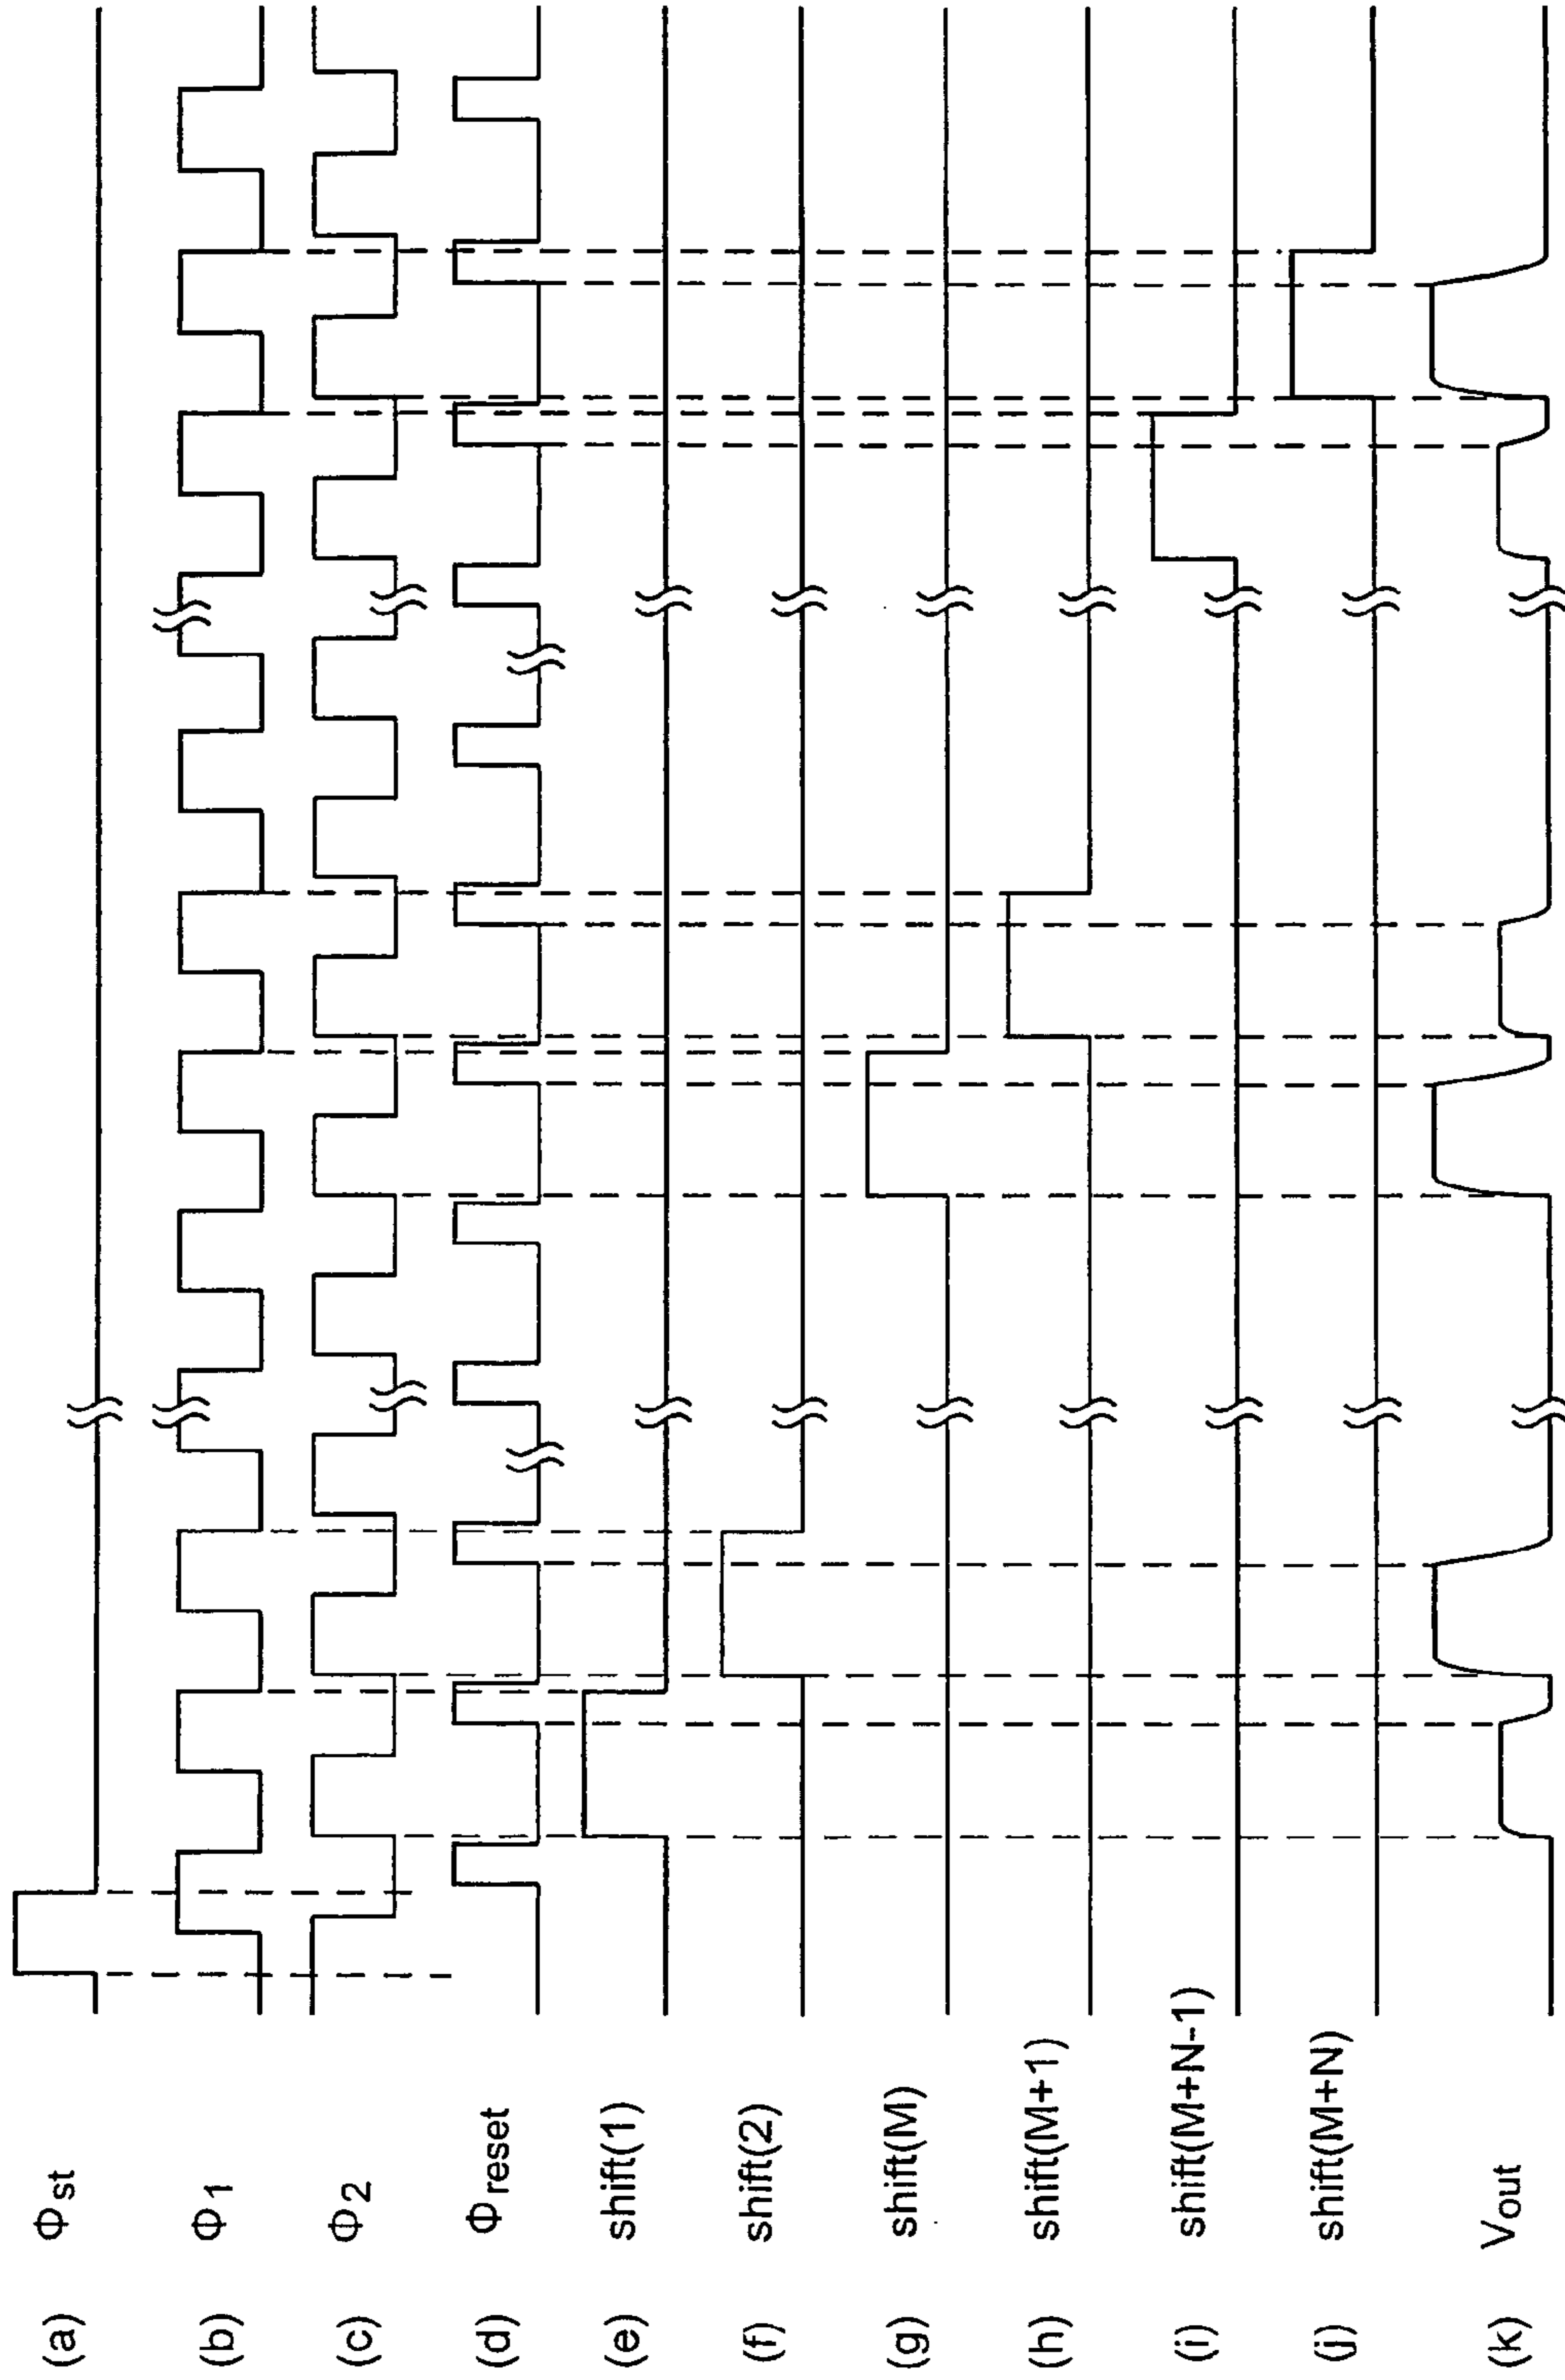 (a) Φst
(b) Φ1
(c) Φ2
(d) Φreset
(e) shift(1)
(f) shift(2)
(g) shift(M)
(h) shift(M+1)
(i) shift(M+N-1)
(j) shift(M+N)
(k) Vout